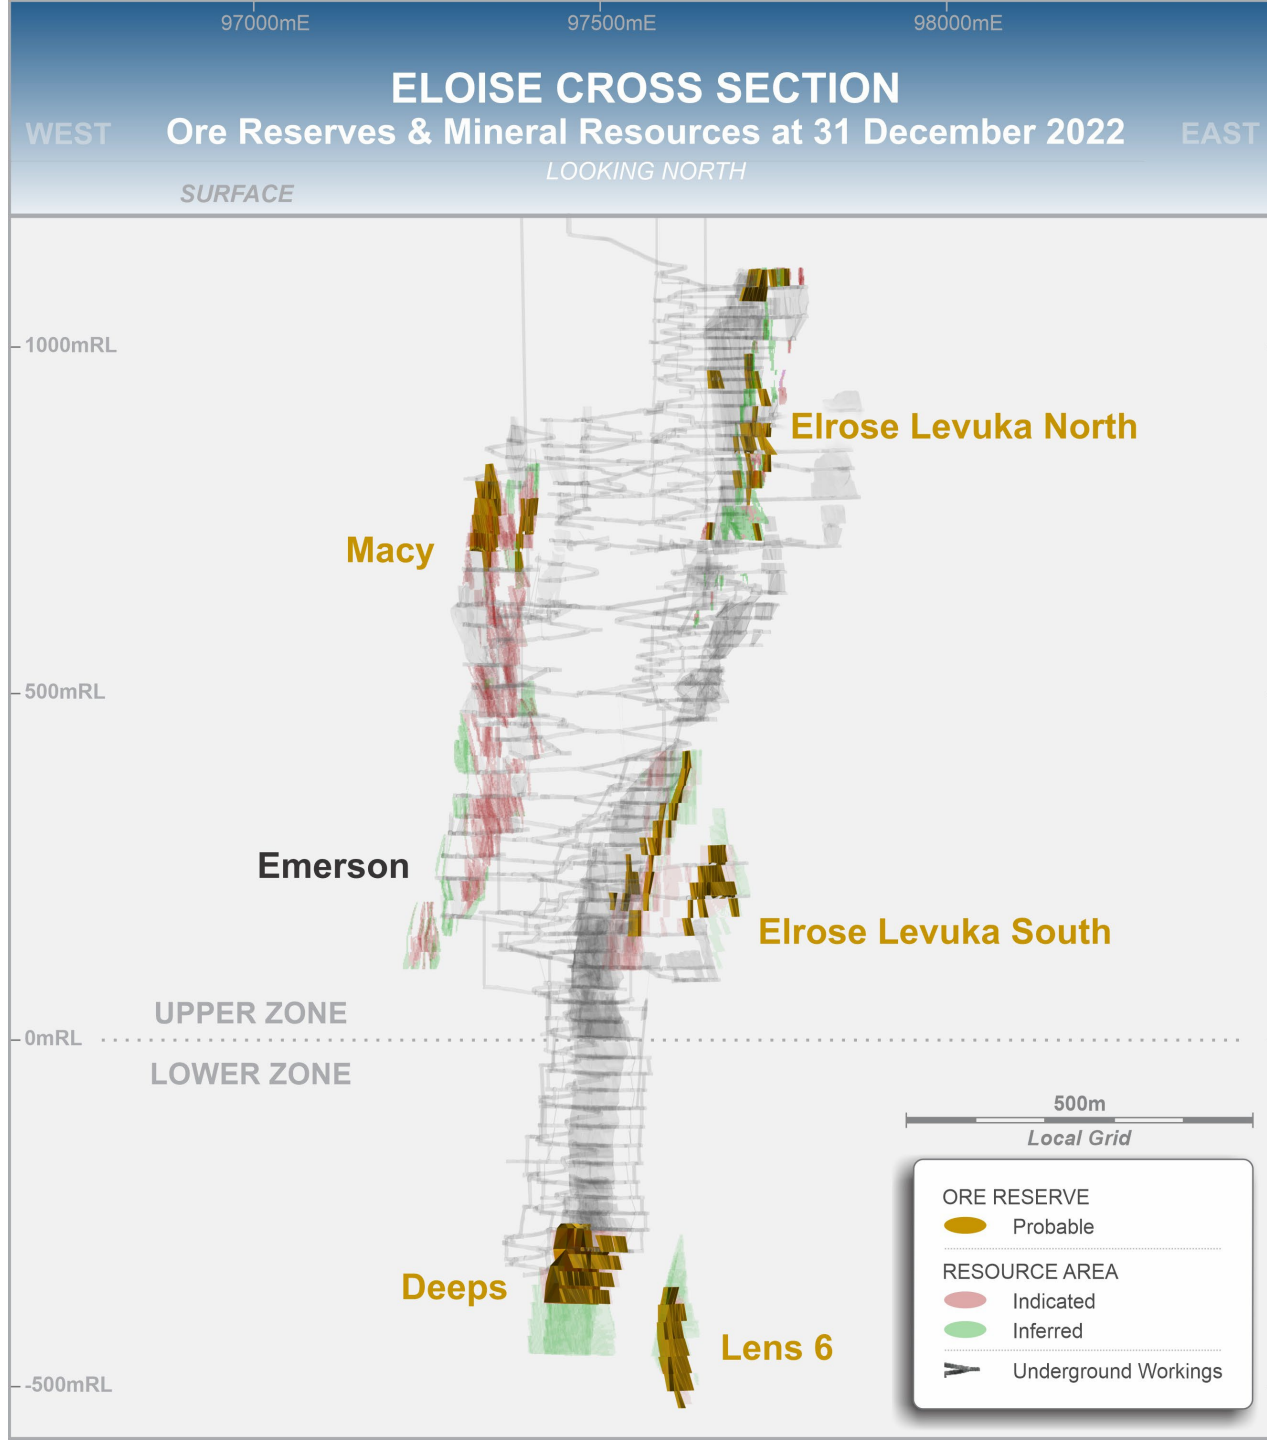 97000mE 97500mE 98000mE
ELOISE CROSS SECTION
WEST Ore Reserves & Mineral Resources at 31 December 2022 EAST
LOOKING NORTH
SURFACE
1000mRL
Elrose Levuka North
Macy
500mRL
Emerson
Elrose Levuka South
UPPER ZONE
0mRL
LOWER ZONE
500m
Local Grid
ORE RESERVE
Probable
RESOURCE AREA
Indicated
Inferred
Underground Workings
Deeps
Lens 6
-500mRL